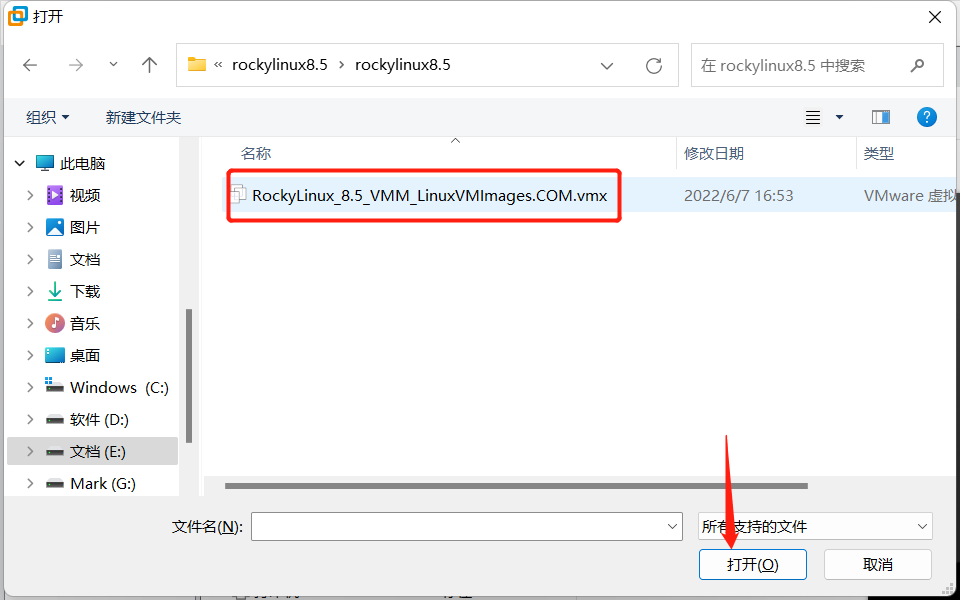 打开
« rockylinux8.5 › rockylinux8.5
在 rockylinux8.5 中搜索
组织
新建文件夹
名称
修改日期
类型
此电脑
视频
图片
文档
下载
音乐
桌面
Windows (C:)
软件 (D:)
文档 (E:)
Mark (G:)
RockyLinux_8.5_VMM_LinuxVMImages.COM.vmx
2022/6/7 16:53
VMware 虚拟
文件名(N):
所有支持的文件
打开(O)
取消